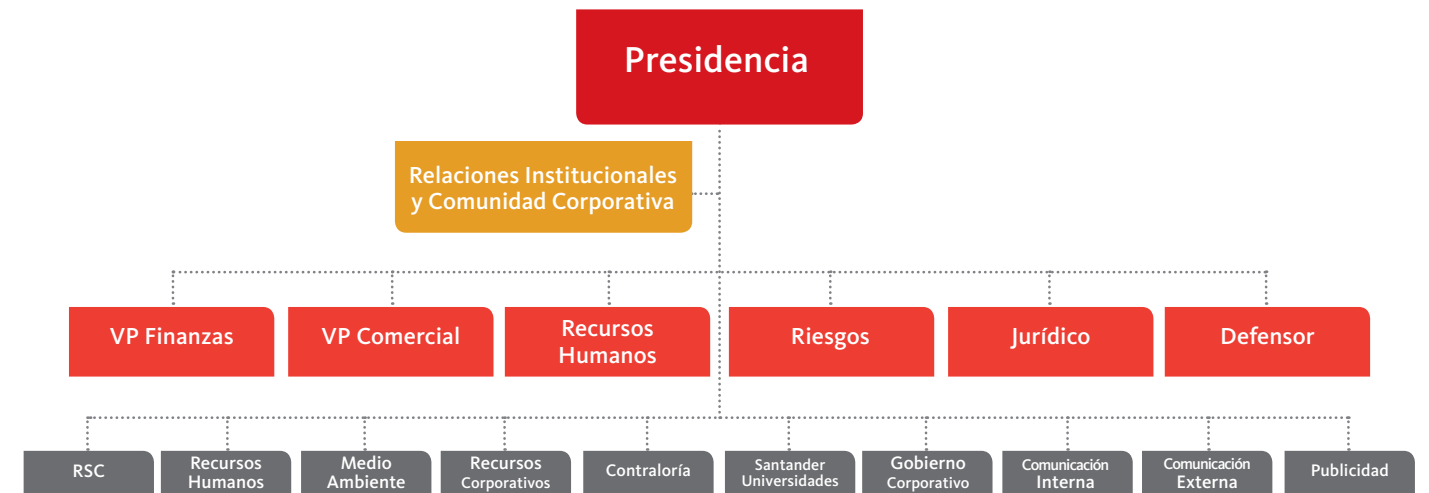 Presidencia
Relaciones Institucionales
y Comunidad Corporativa
VP Finanzas
VP Comercial
Recursos
Humanos
Riesgos
Jurídico
Defensor
RSC
Recursos
Humanos
Medio
Ambiente
Recursos
Corporativos
Contraloría
Santander
Universidades
Gobierno
Corporativo
Comunicación
Interna
Comunicación
Externa
Publicidad